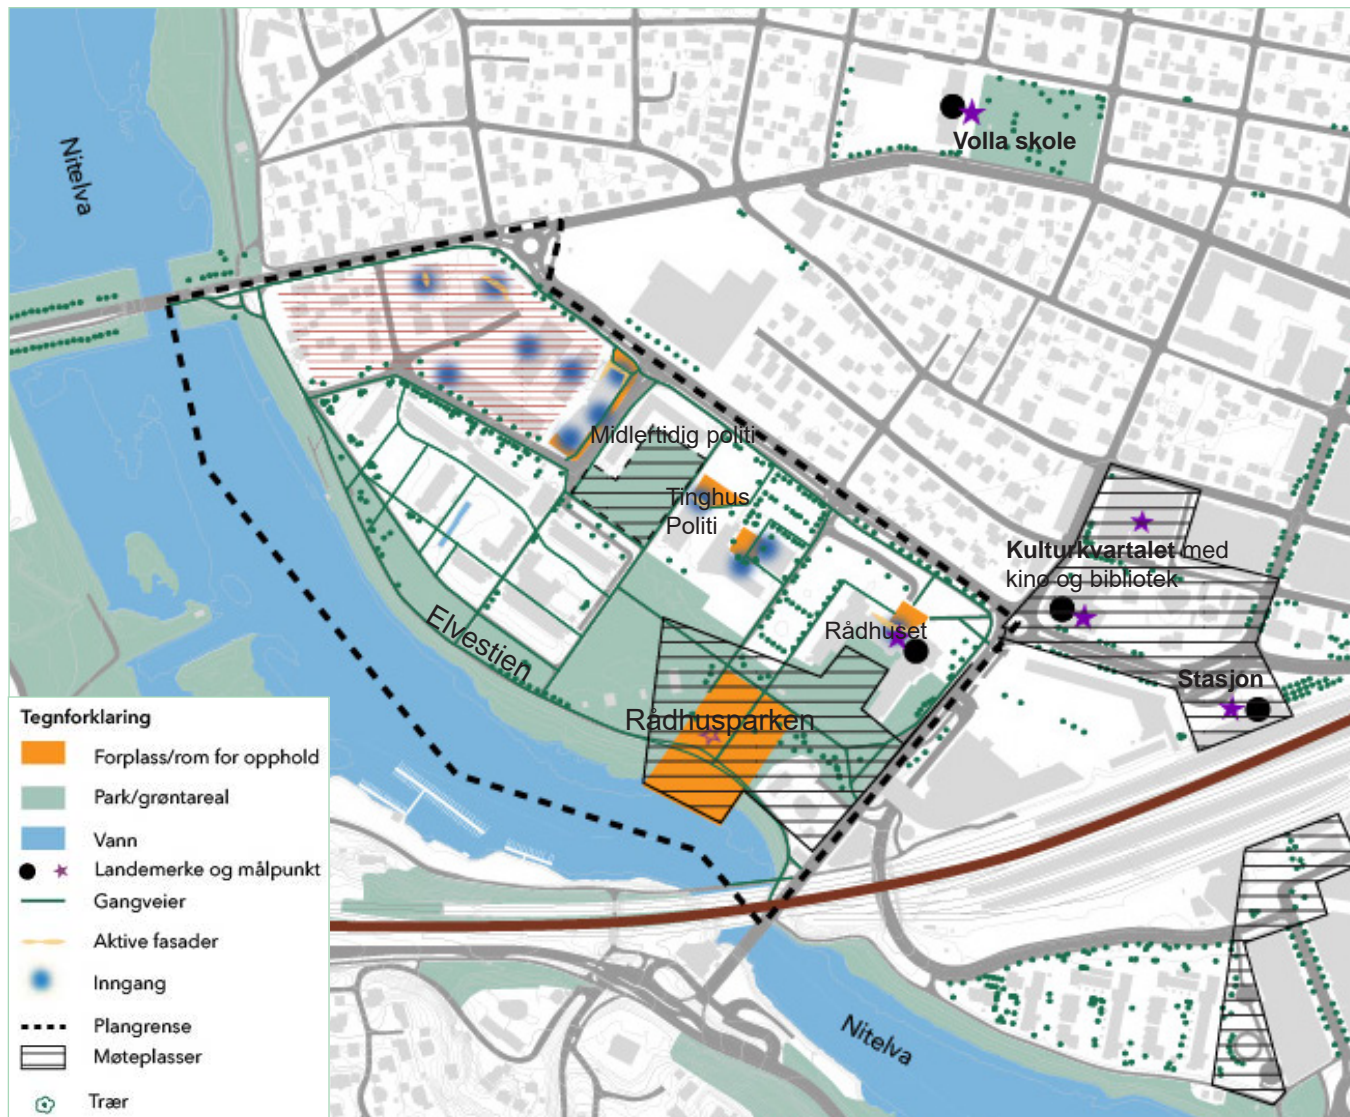 Nitelva
Volla skole
Midlertidig politi
Tinghus
Politi
Kulturkvartalet med
kino og bibliotek
Rådhuset
Elvestien
Stasjon
Rådhusparken
Tegnforklaring
Forplass/rom for opphold
Park/grøntareal
Vann
Landemerke og målpunkt
Gangveier
Aktive fasader
Inngang
Plangrense
Møteplasser
Trær
Nitelva